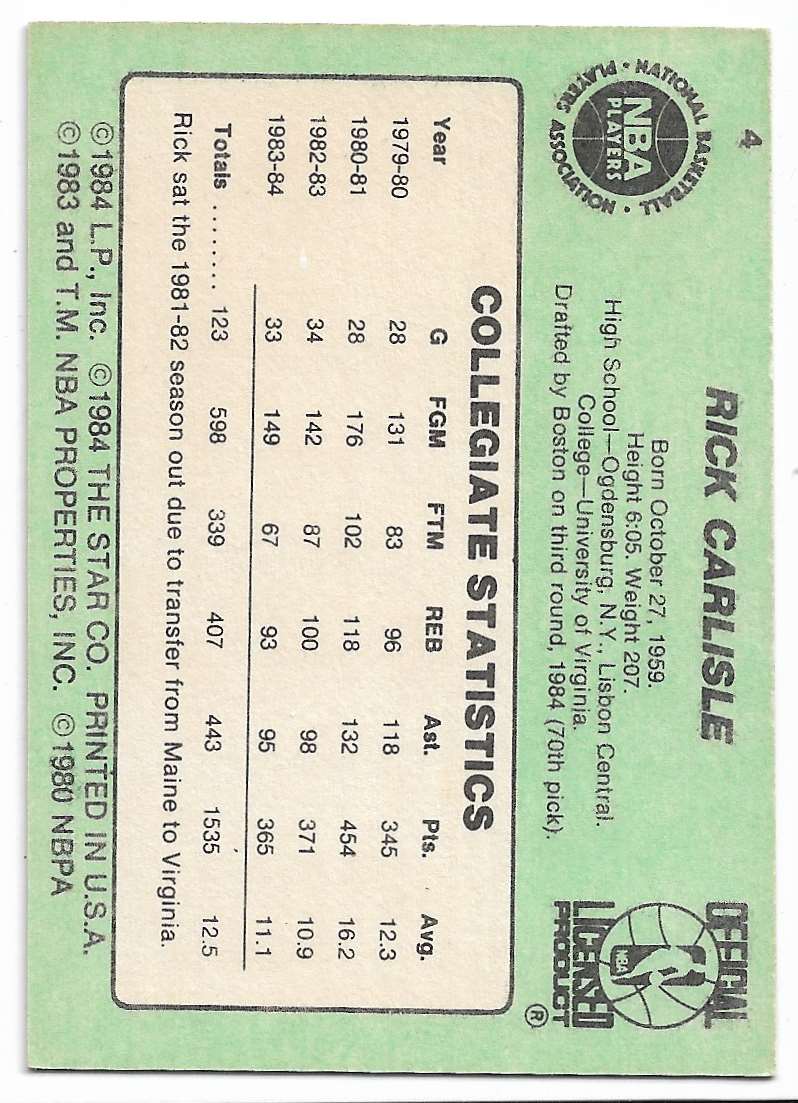 4
NATIONAL BASKETBALL
PLAYERS ASSOCIATION
NBA
PLAYERS
RICK CARLISLE
Born October 27, 1959.
Height 6:05. Weight 207.
High School—Ogdensburg, N.Y., Lisbon Central.
College—University of Virginia.
Drafted by Boston on third round, 1984 (70th pick).
OFFICIAL
NBA
LICENSED
PRODUCT ®
COLLEGIATE STATISTICS
Year G FGM FTM REB Ast. Pts. Avg.
1979-80 28 131 83 96 118 345 12.3
1980-81 28 176 102 118 132 454 16.2
1982-83 34 142 87 100 98 371 10.9
1983-84 33 149 67 93 95 365 11.1
Totals ........ 123 598 339 407 443 1535 12.5
Rick sat the 1981-82 season out due to transfer from Maine to Virginia.
©1984 L.P., Inc. ©1984 THE STAR CO. PRINTED IN U.S.A.
©1983 and T.M. NBA PROPERTIES, INC. ©1980 NBPA